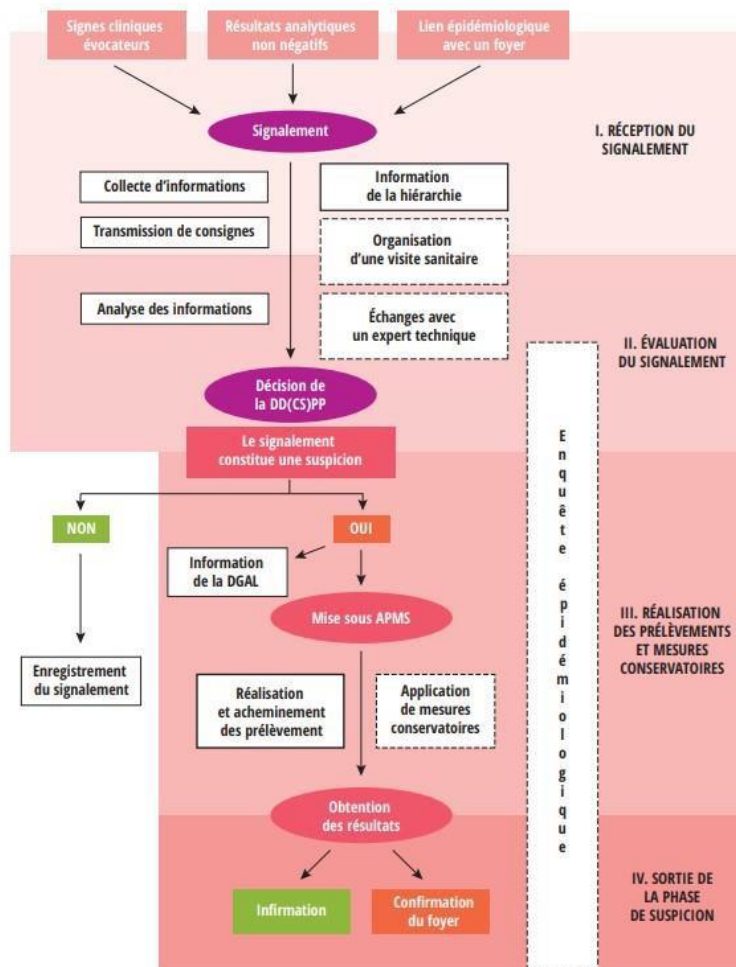 Signes cliniques
évocateurs
Résultats analytiques
non négatifs
Lien épidémiologique
avec un foyer
Signalement
I. RÉCEPTION DU
SIGNALEMENT
Collecte d’informations
Information
de la hiérarchie
Transmission de consignes
Organisation
d’une visite sanitaire
Analyse des informations
Échanges avec
un expert technique
II. ÉVALUATION
DU SIGNALEMENT
Décision de
la DD(CS)PP
Le signalement
constitue une suspicion
Enquête épidémiologique
NON
OUI
Information
de la DGAL
Mise sous APMS
III. RÉALISATION
DES PRÉLÈVEMENTS
ET MESURES
CONSERVATOIRES
Enregistrement
du signalement
Réalisation
et acheminement
des prélèvement
Application
de mesures
conservatoires
Obtention
des résultats
Infirmation
Confirmation
du foyer
IV. SORTIE DE
LA PHASE
DE SUSPICION